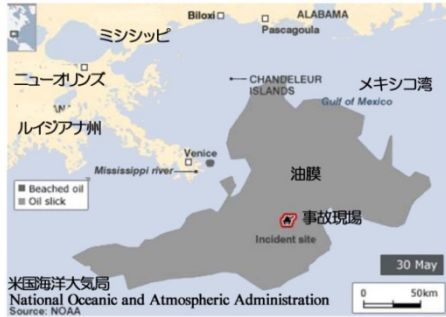 Biloxi
ALABAMA
Pascagoula
ミシシッピ
ニューオリンズ
CHANDELEUR
ISLANDS
メキシコ湾
Gulf of Mexico
ルイジアナ州
Venice
Mississippi river
油膜
Beached oil
Oil slick
事故現場
Incident site
30 May
米国海洋大気局
National Oceanic and Atmospheric Administration
Source: NOAA
0 50km